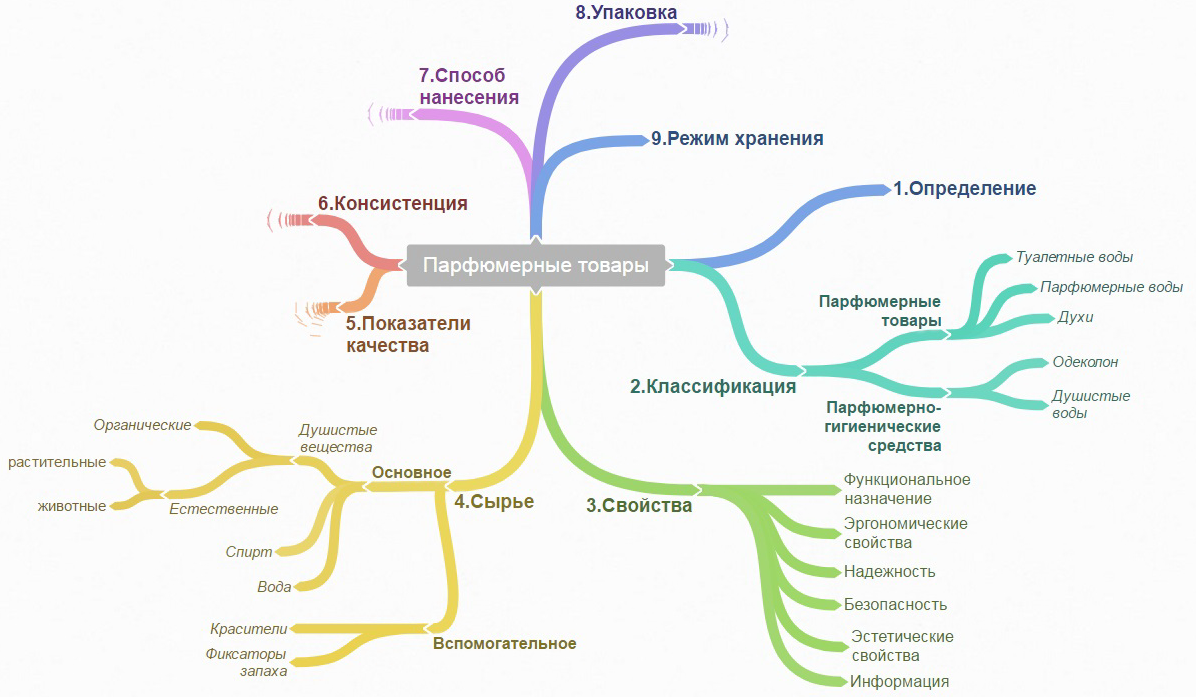 8.Упаковка
7.Способ
нанесения
9.Режим хранения
1.Определение
6.Консистенция
Парфюмерные товары
5.Показатели
качества
2.Классификация
Парфюмерные
товары
Туалетные воды
Парфюмерные воды
Духи
Парфюмерно-
гигиенические
средства
Одеколон
Душистые
воды
3.Свойства
Функциональное
назначение
Эргономические
свойства
Надежность
Безопасность
Эстетические
свойства
Информация
4.Сырье
Основное
Душистые
вещества
Органические
Естественные
растительные
животные
Спирт
Вода
Вспомогательное
Красители
Фиксаторы
запаха